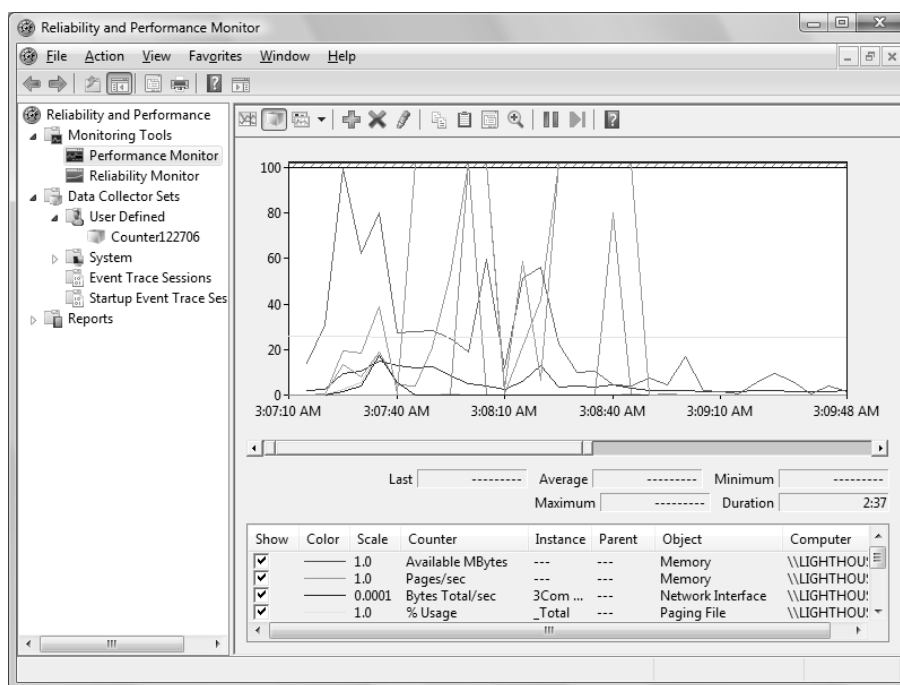 Reliability and Performance Monitor
File Action View Favorites Window Help
Reliability and Performance
Monitoring Tools
Performance Monitor
Reliability Monitor
Data Collector Sets
User Defined
Counter122706
System
Event Trace Sessions
Startup Event Trace Ses
Reports
100
80
60
40
20
0
3:07:10 AM 3:07:40 AM 3:08:10 AM 3:08:40 AM 3:09:10 AM 3:09:48 AM
Last --------- Average --------- Minimum ---------
Maximum --------- Duration 2:37
Show Color Scale Counter Instance Parent Object Computer
1.0 Available MBytes --- --- Memory \\LIGHTHOU
1.0 Pages/sec --- --- Memory \\LIGHTHOU
0.0001 Bytes Total/sec 3Com ... --- Network Interface \\LIGHTHOU
1.0 % Usage _Total --- Paging File \\LIGHTHOU